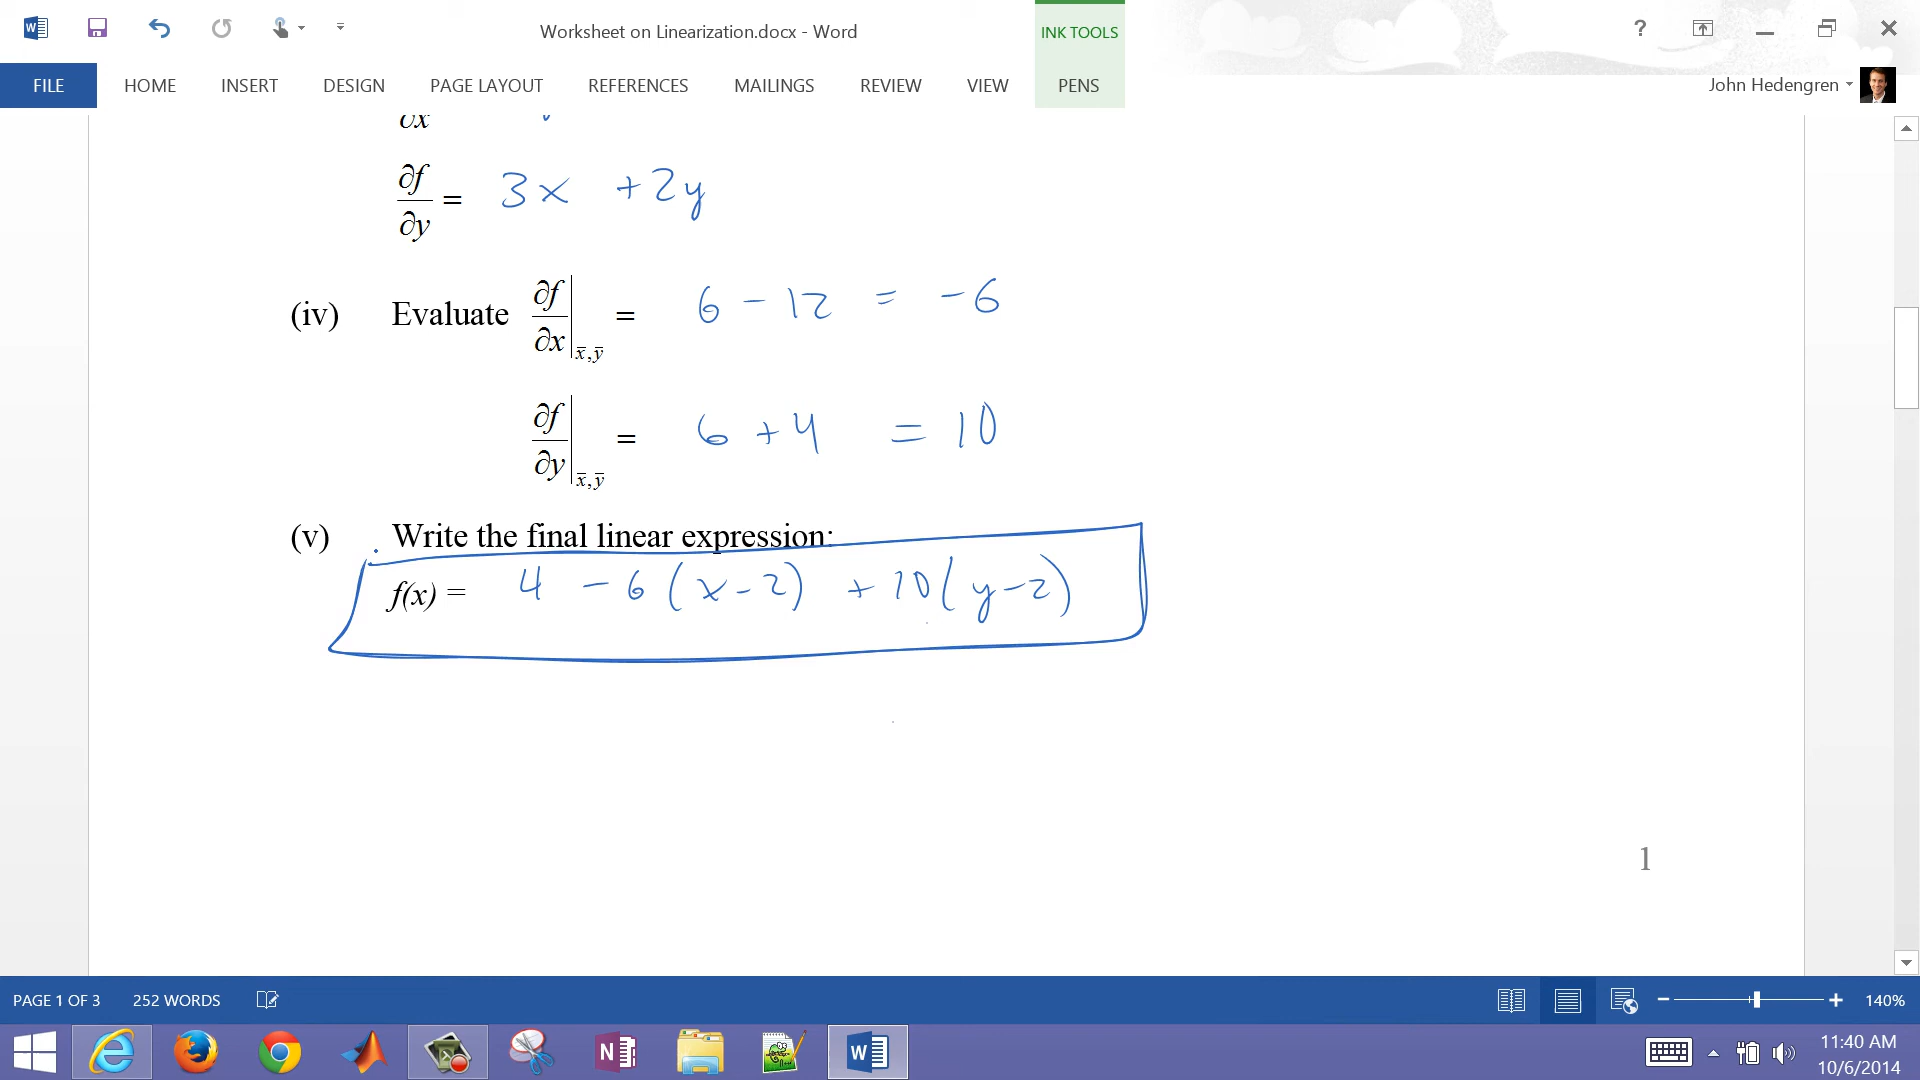 Worksheet on Linearization.docx - Word
INK TOOLS
?
FILE HOME INSERT DESIGN PAGE LAYOUT REFERENCES MAILINGS REVIEW VIEW PENS
John Hedengren
∂x
∂f/∂y = 3x + 2y
(iv) Evaluate ∂f/∂x|x̄,ȳ = 6 - 12 = -6
∂f/∂y|x̄,ȳ = 6 + 4 = 10
(v) Write the final linear expression:
f(x) = 4 - 6(x-2) + 10(y-2)
1
PAGE 1 OF 3 252 WORDS
140%
11:40 AM
10/6/2014